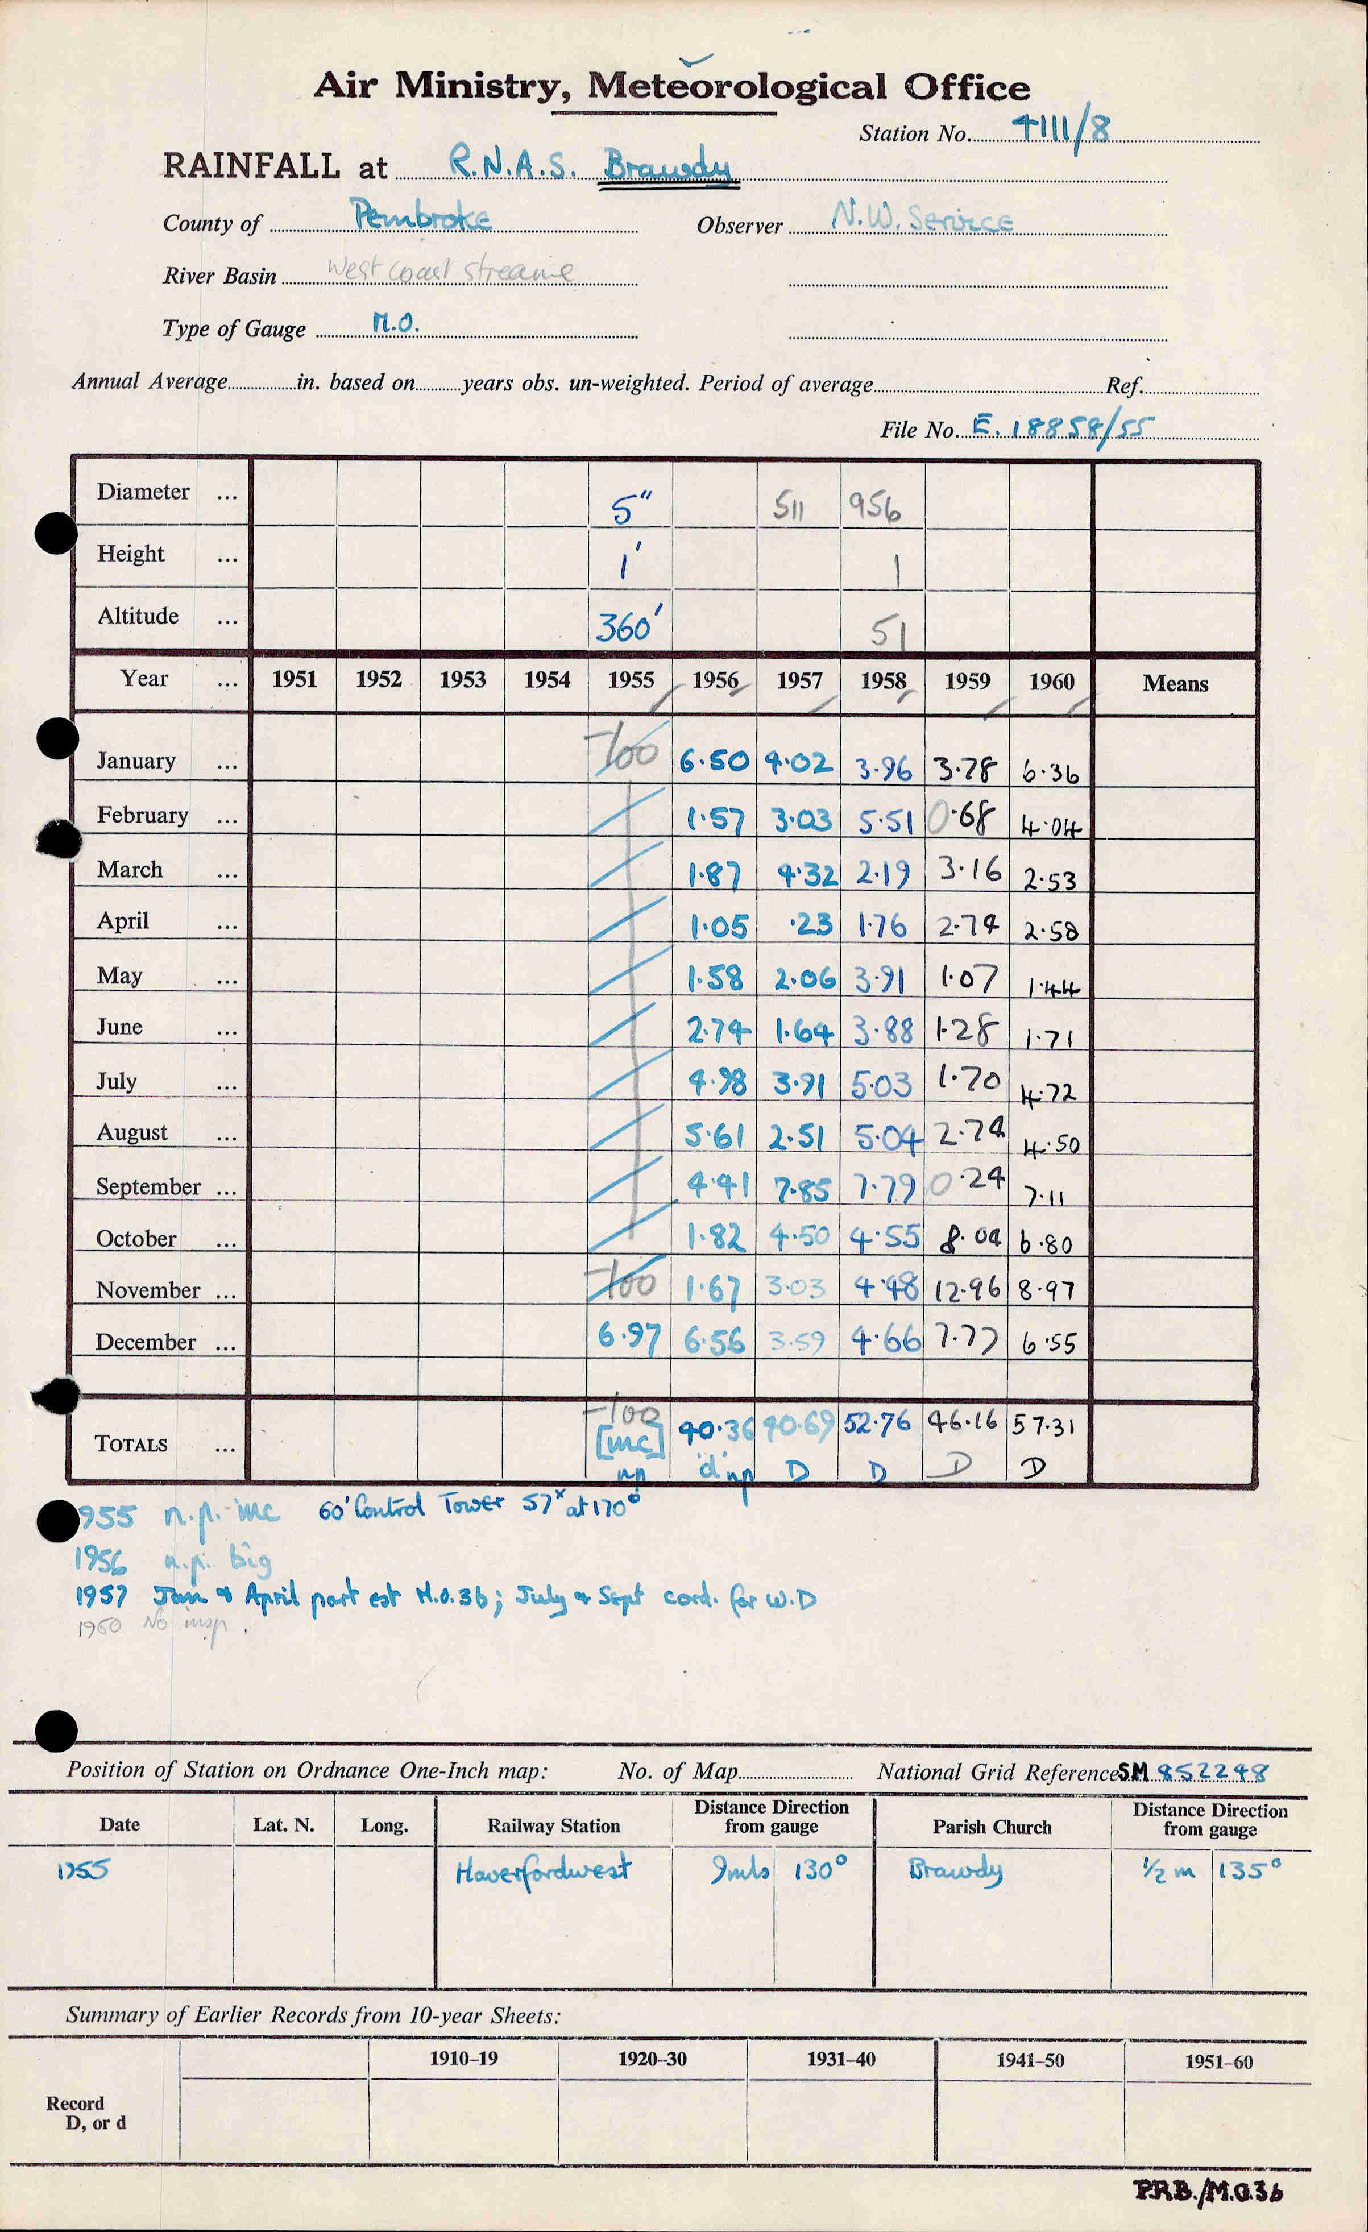 Air Ministry, Meteorological Office
Station No. 4111/8
RAINFALL at R.N.A.S. Brawdy
County of Pembroke Observer N.W. Service
River Basin West Coast Streams
Type of Gauge M.O.
Annual Average in. based on years obs. un-weighted. Period of average Ref.
File No. E. 18858/55
Diameter ... 5" 511 956
Height ... 1' 1
Altitude ... 360' 51
Year ... 1951 1952 1953 1954 1955 1956 1957 1958 1959 1960 Means
January ... -100 6.50 4.02 3.96 3.78 6.36
February ... 1.57 3.03 5.51 0.68 4.04
March ... 1.87 4.32 2.19 3.16 2.53
April ... 1.05 .23 1.76 2.74 2.58
May ... 1.58 2.06 3.91 1.07 1.44
June ... 2.74 1.64 3.88 1.28 1.71
July ... 4.98 3.91 5.03 1.70 4.72
August ... 5.61 2.51 5.04 2.74 4.50
September ... 4.41 7.85 7.79 0.24 7.11
October ... 1.82 4.50 4.55 8.04 6.80
November ... -100 1.67 3.03 4.48 12.96 8.97
December ... 6.97 6.56 3.59 4.66 7.77 6.55
-100
TOTALS ... [inc] 40.36 40.69 52.76 46.16 57.31
np d np D D D D
1955 n.p. inc 60' Control Tower 57x at 170°
1956 n.p. big
1957 Jan & April part est M.O.3b; July & Sept cord. for W.D
1960 No insp.
Position of Station on Ordnance One-Inch map: No. of Map National Grid Reference SM 852248
Date Lat. N. Long. Railway Station Distance Direction from gauge Parish Church Distance Direction from gauge
1955 Haverfordwest 9mls 130° Brawdy ½ m 135°
Summary of Earlier Records from 10-year Sheets:
1910–19 1920–30 1931–40 1941–50 1951–60
Record
D, or d
P.R.B./M.O.3b